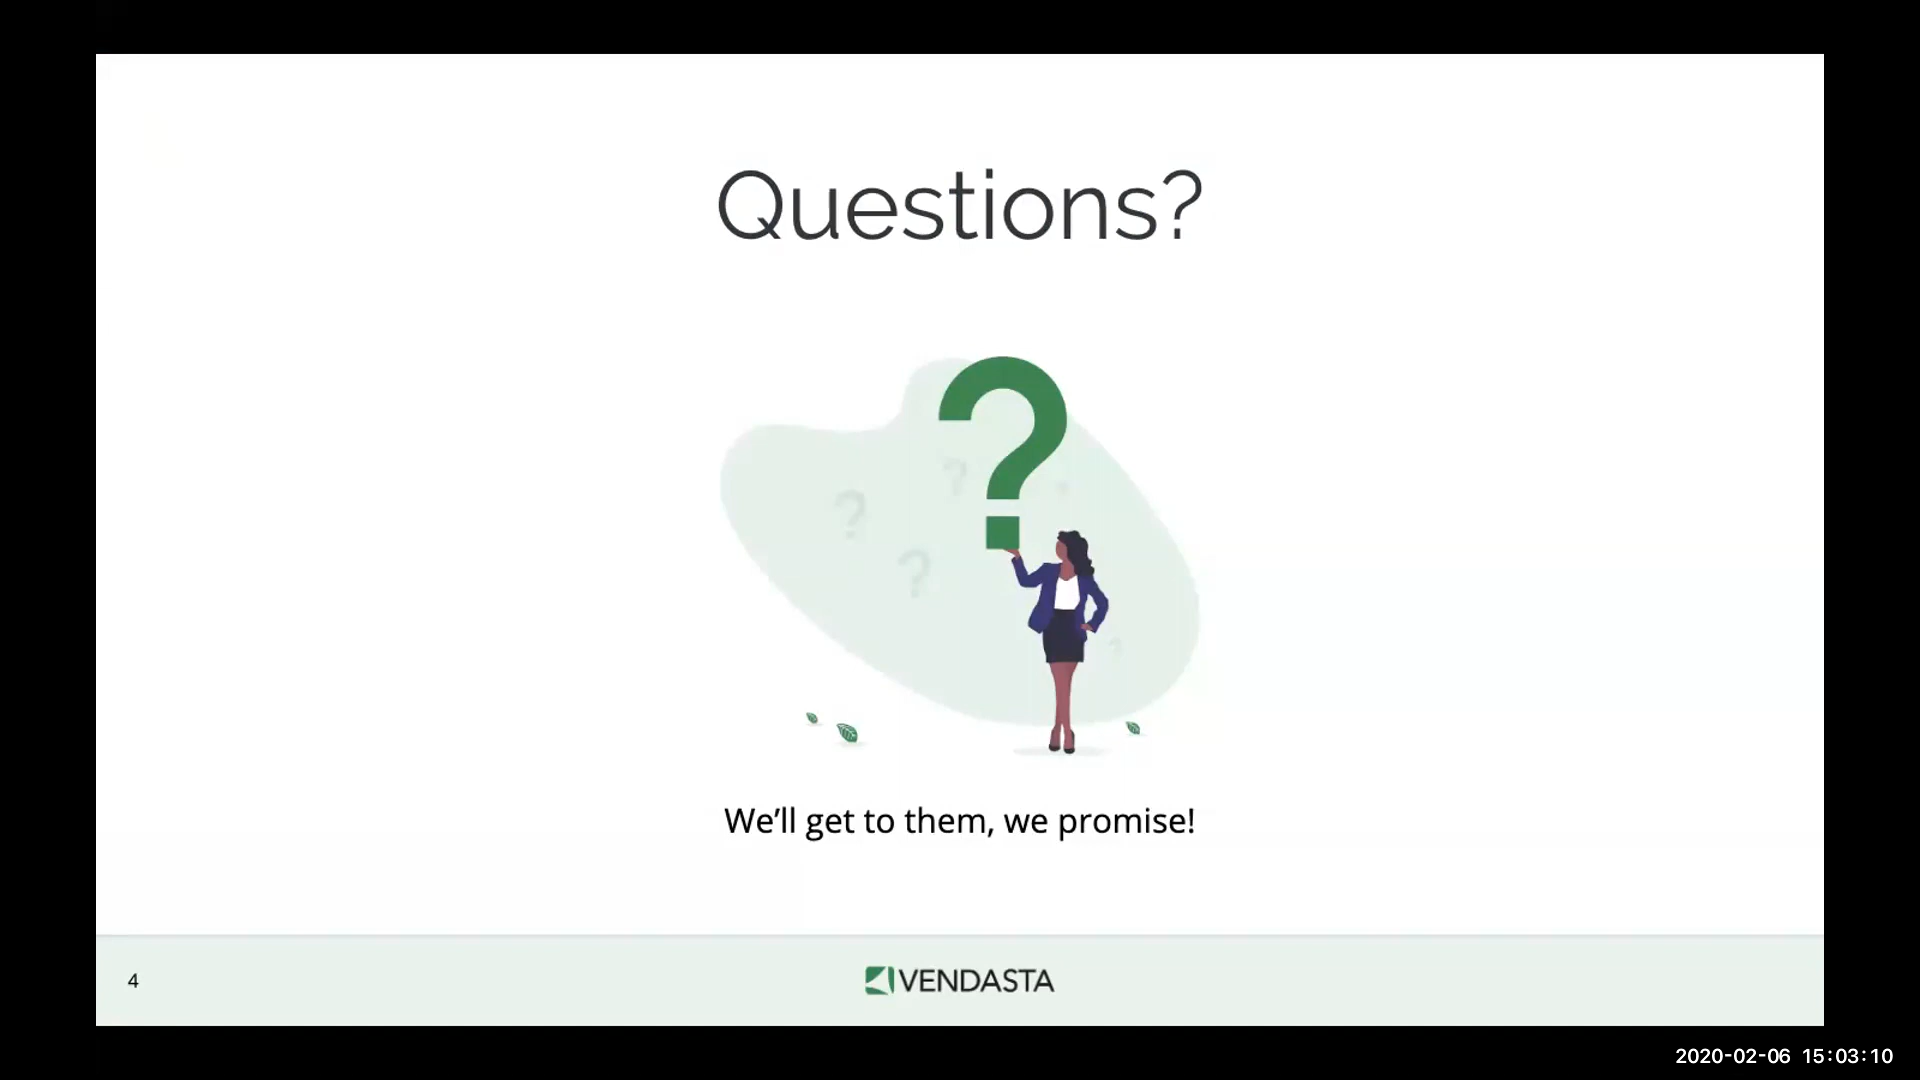 Questions?
?
? ? ?
We’ll get to them, we promise!
4
VENDASTA
2020-02-06 15:03:10